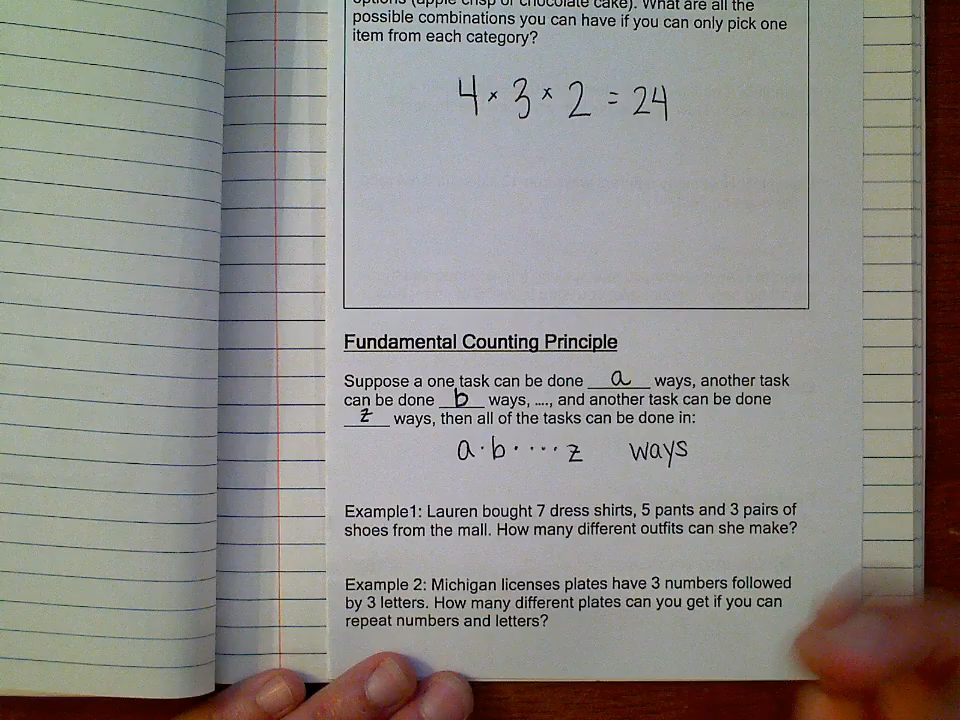 options (apple crisp or chocolate cake). What are all the
possible combinations you can have if you can only pick one
item from each category?
4 × 3 × 2 = 24
Fundamental Counting Principle
Suppose a one task can be done a ways, another task
can be done b ways, ...., and another task can be done
z ways, then all of the tasks can be done in:
a · b · · · · z ways
Example1: Lauren bought 7 dress shirts, 5 pants and 3 pairs of
shoes from the mall. How many different outfits can she make?
Example 2: Michigan licenses plates have 3 numbers followed
by 3 letters. How many different plates can you get if you can
repeat numbers and letters?